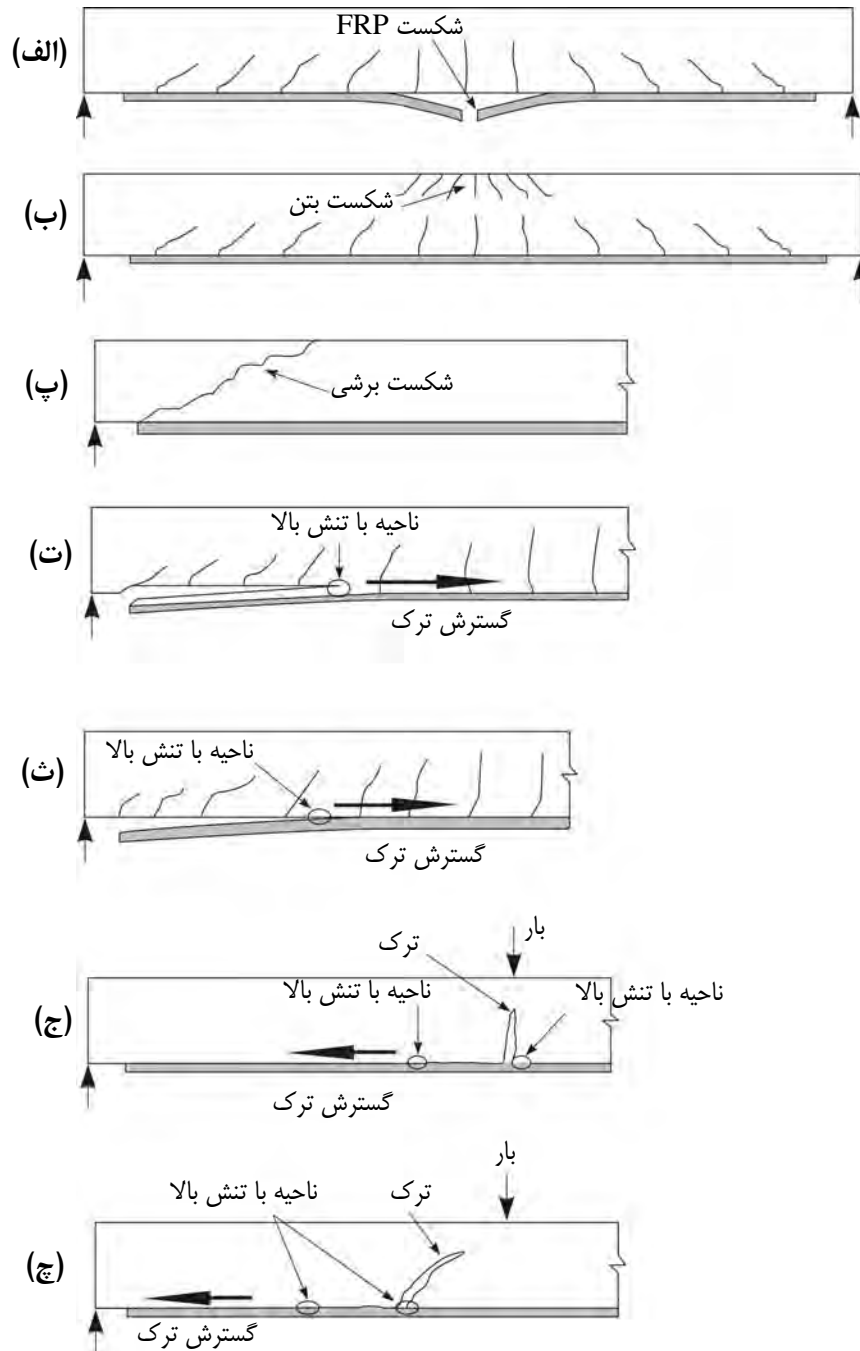 شکست FRP
(الف)
شکست بتن
(ب)
شکست برشی
(پ)
ناحیه با تنش بالا
(ت)
گسترش ترک
ناحیه با تنش بالا
(ث)
گسترش ترک
بار
ترک
ناحیه با تنش بالا
ناحیه با تنش بالا
(ج)
گسترش ترک
بار
ترک
ناحیه با تنش بالا
(چ)
گسترش ترک